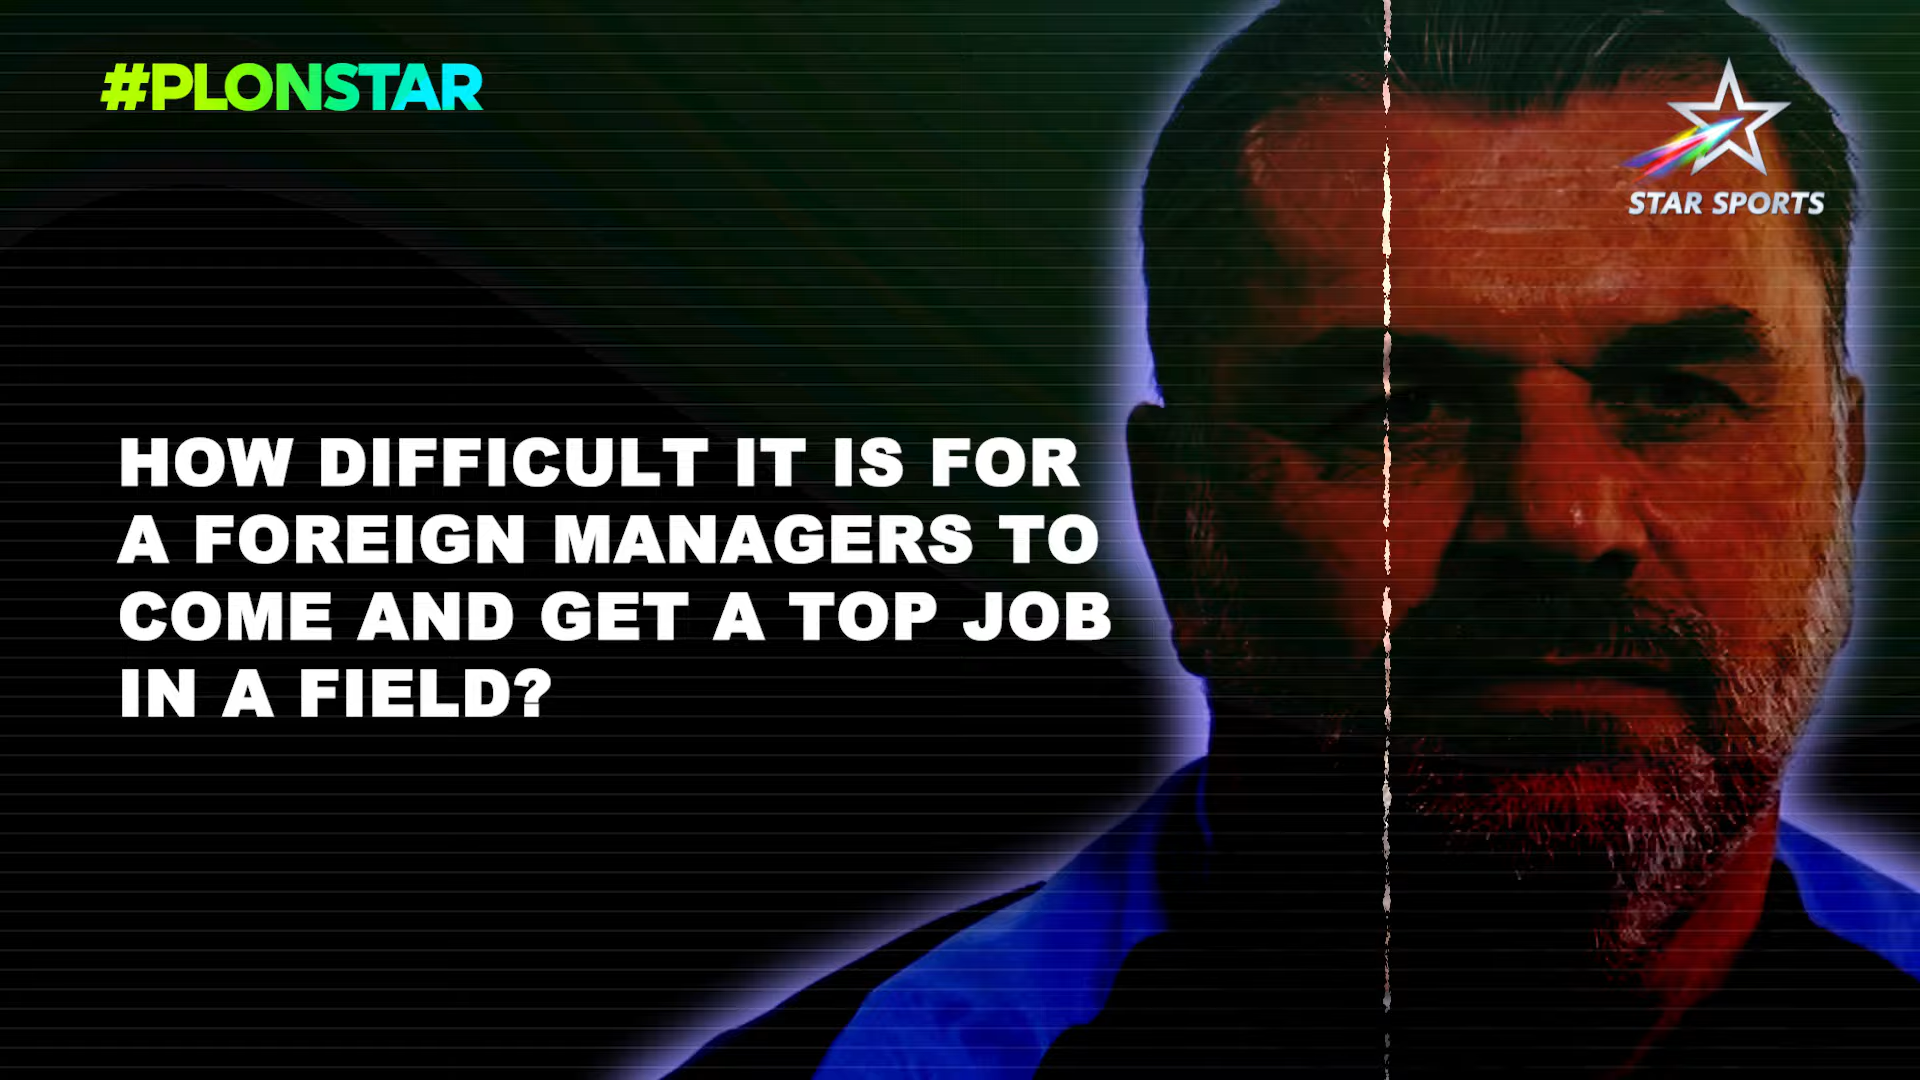 #PLONSTAR
STAR SPORTS
HOW DIFFICULT IT IS FOR
A FOREIGN MANAGERS TO
COME AND GET A TOP JOB
IN A FIELD?